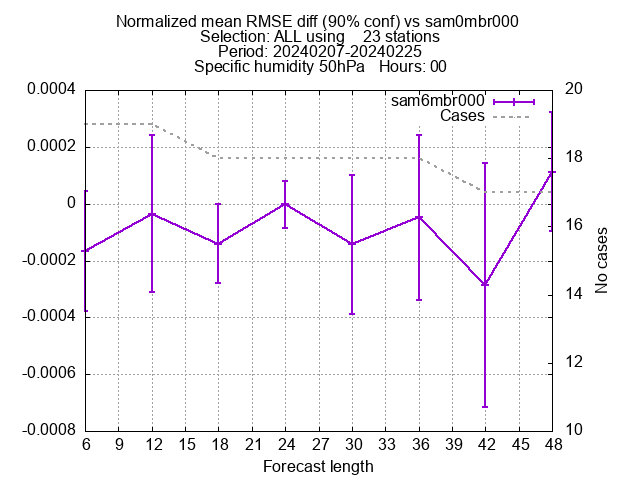 Normalized mean RMSE diff (90% conf) vs sam0mbr000
Selection: ALL using    23 stations
Period: 20240207-20240225
Specific humidity 50hPa   Hours: 00
sam6mbr000
Cases
0.0004
0.0002
0
-0.0002
-0.0004
-0.0006
-0.0008
20
18
16
14
12
10
No cases
6 9 12 15 18 21 24 27 30 33 36 39 42 45 48
Forecast length